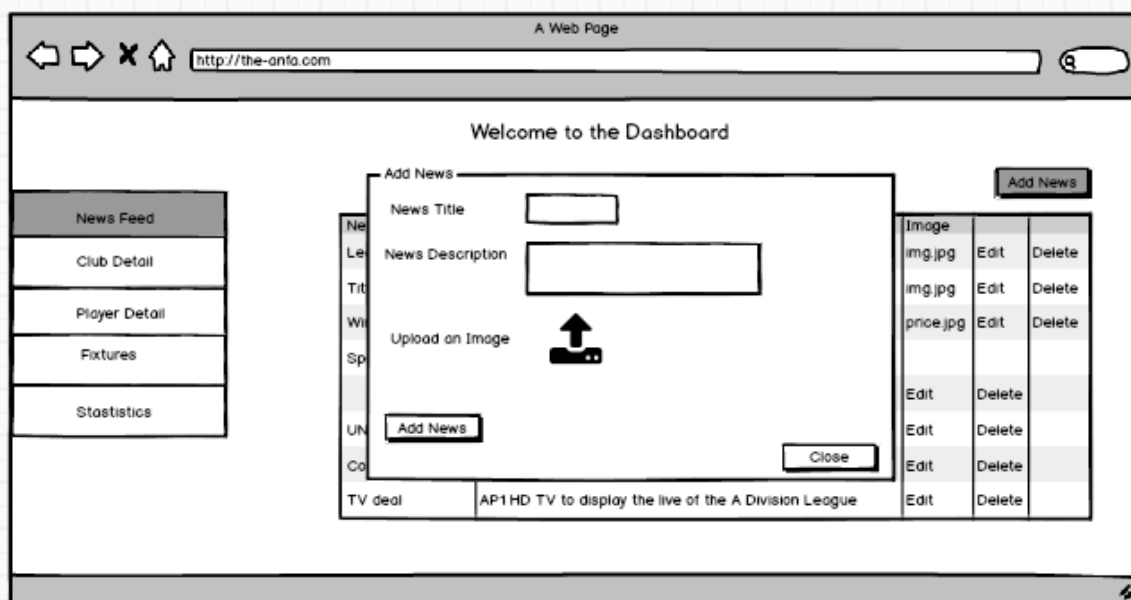 A Web Page
http://the-anfa.com
Welcome to the Dashboard
Add News
Add News
News Feed
Club Detail
Player Detail
Fixtures
Stastistics
News Title
News Description
Upload an Image
Add News
Close
Ne Image
Le img.jpg Edit Delete
Tit img.jpg Edit Delete
Wi price.jpg Edit Delete
Sp
Edit Delete
UN Edit Delete
Co Edit Delete
TV deal AP1 HD TV to display the live of the A Division League Edit Delete